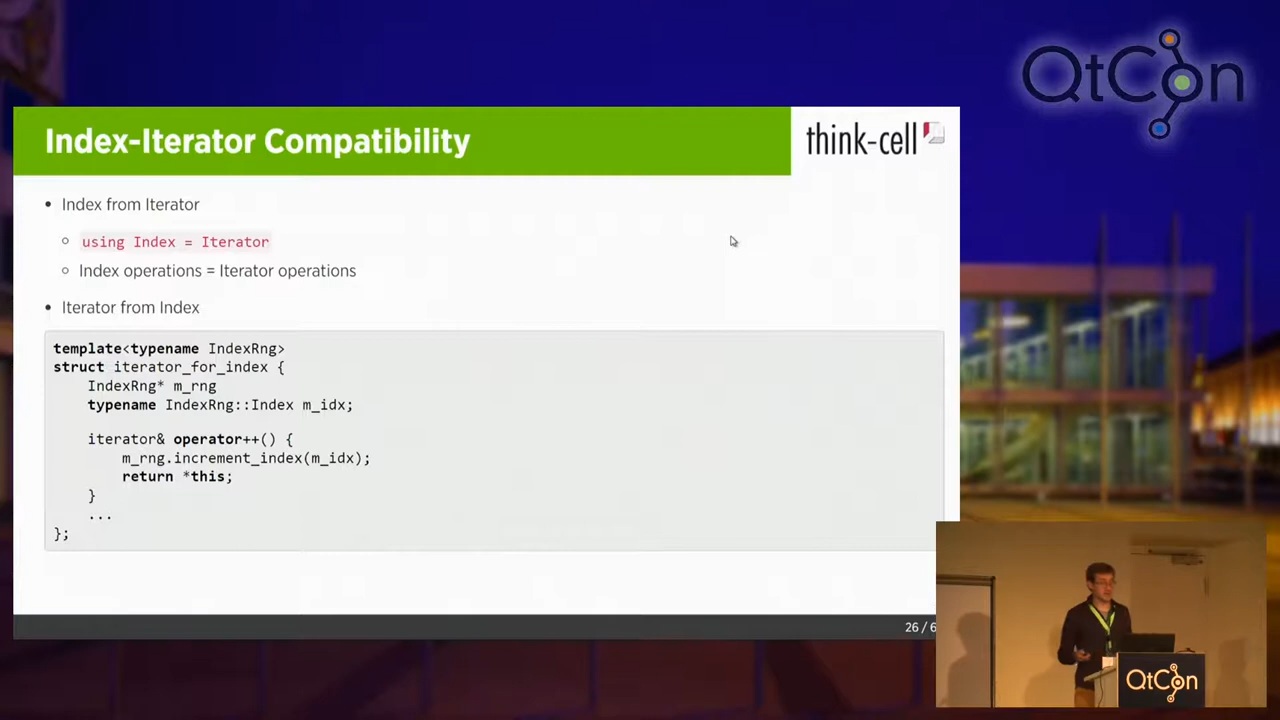 QtCon
Index-Iterator Compatibility
think-cell
• Index from Iterator
using Index = Iterator
Index operations = Iterator operations
• Iterator from Index
template<typename IndexRng>
struct iterator_for_index {
IndexRng* m_rng
typename IndexRng::Index m_idx;
iterator& operator++() {
m_rng.increment_index(m_idx);
return *this;
}
...
};
26 / 6
QtCon